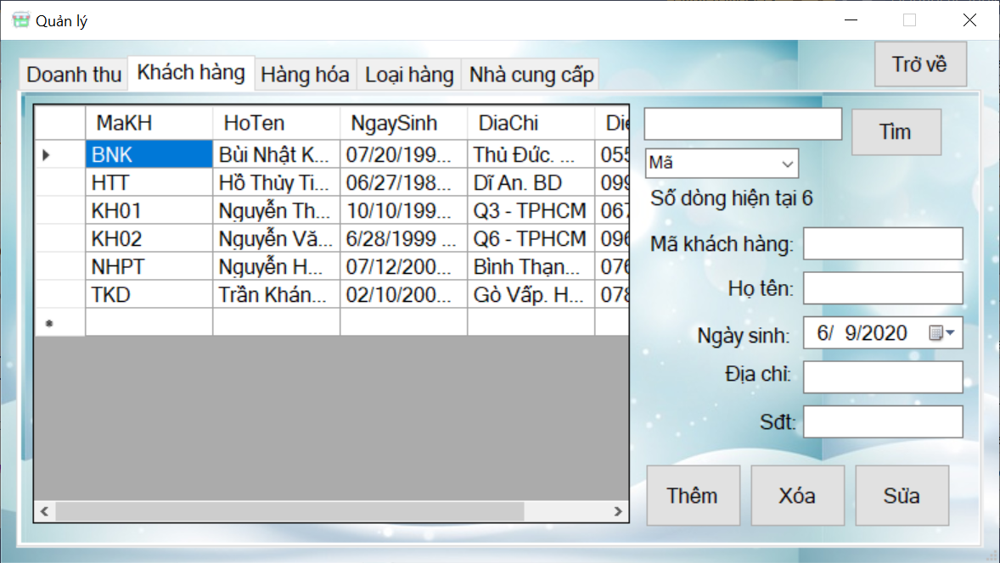 Quản lý
Trở về
Doanh thu Khách hàng Hàng hóa Loại hàng Nhà cung cấp
MaKH HoTen NgaySinh DiaChi Die
BNK Bùi Nhật K... 07/20/199... Thủ Đức. ... 055
HTT Hồ Thủy Ti... 06/27/198... Dĩ An. BD 099
KH01 Nguyễn Th... 10/10/199... Q3 - TPHCM 067
KH02 Nguyễn Vă... 6/28/1999 ... Q6 - TPHCM 096
NHPT Nguyễn H... 07/12/200... Bình Thạn... 076
TKD Trần Khán... 02/10/200... Gò Vấp. H... 078
Tìm
Mã
Số dòng hiện tại 6
Mã khách hàng:
Họ tên:
Ngày sinh: 6/ 9/2020
Địa chỉ:
Sđt:
Thêm Xóa Sửa